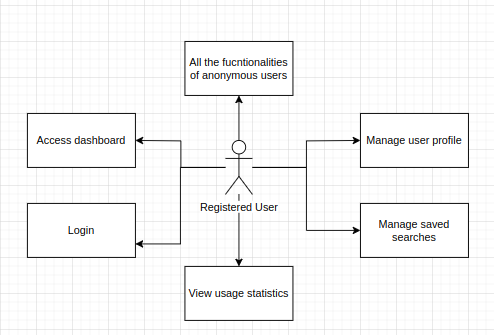 All the fucntionalities
of anonymous users
Access dashboard
Manage user profile
Registered User
Login
Manage saved
searches
View usage statistics